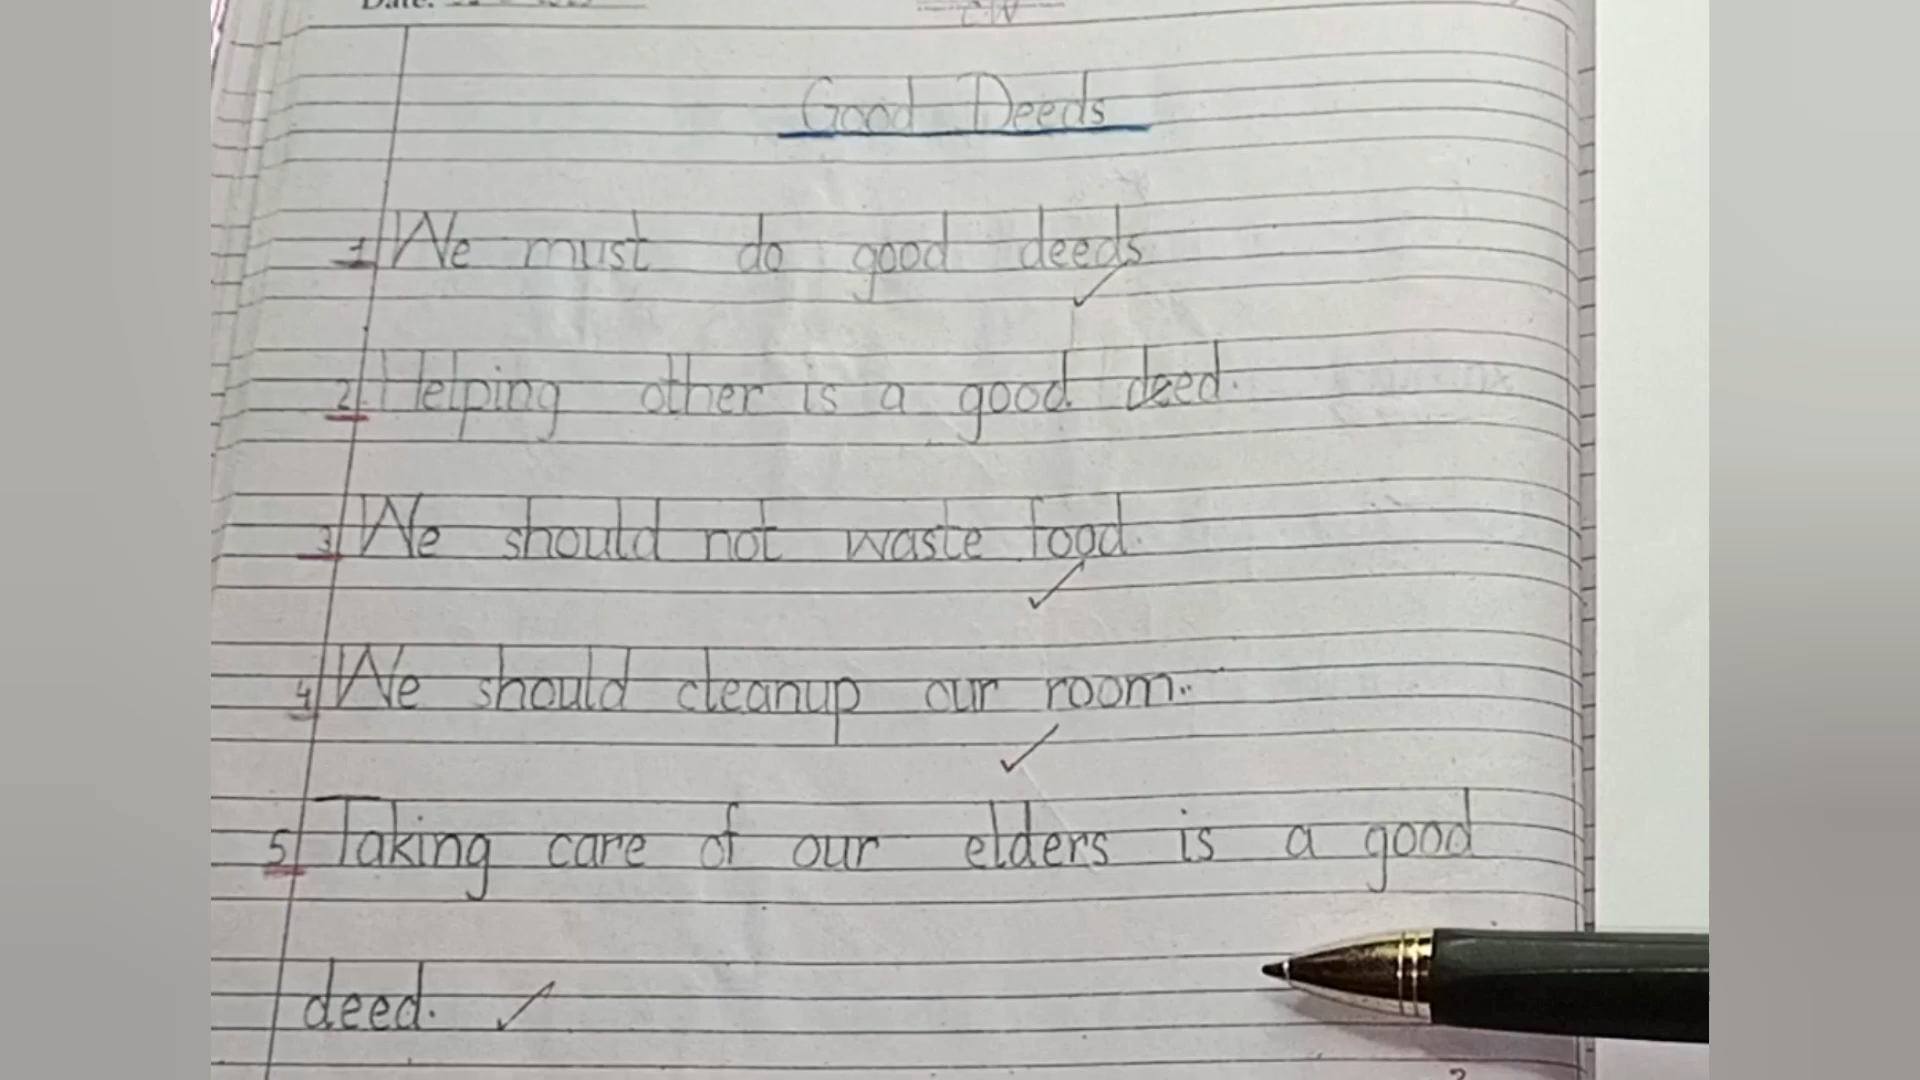 Date:
C.W
Good Deeds
1 We must do good deeds
2 Helping other is a good deed.
3 We should not waste food.
4 We should cleanup our room..
5 Taking care of our elders is a good
deed.